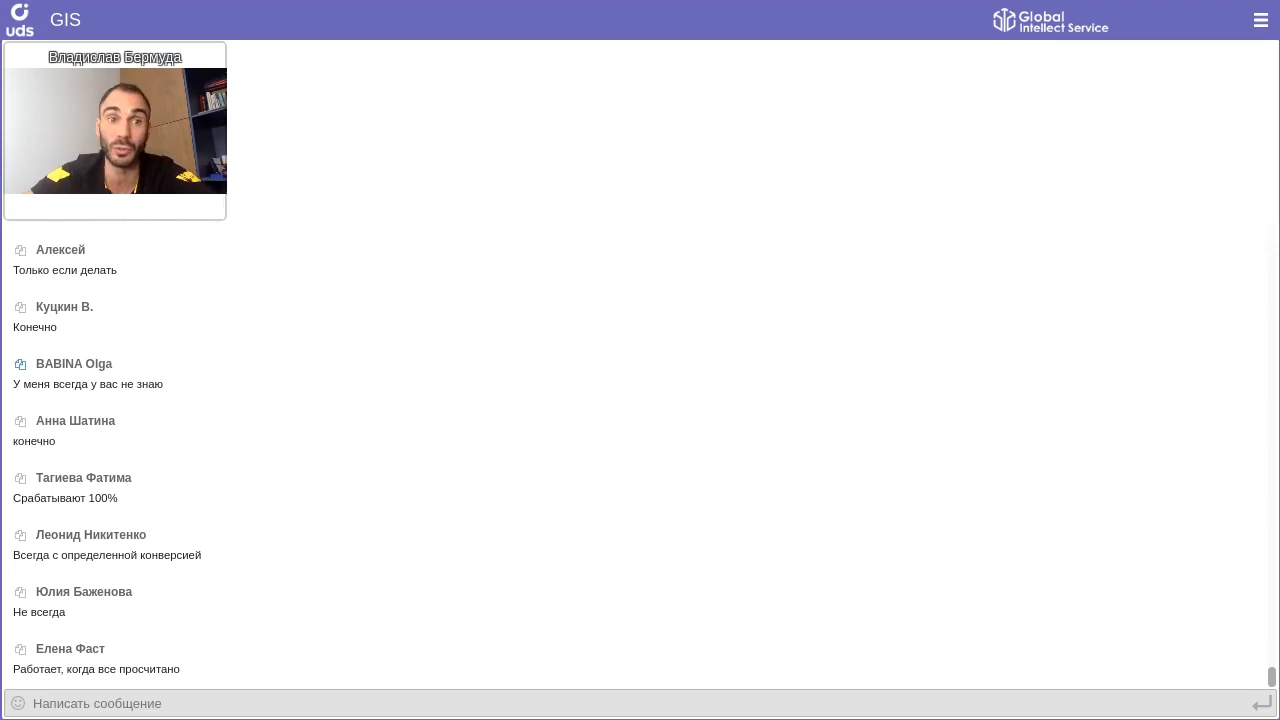 uds
GIS
Global
Intellect Service
Владислав Бермуда
Алексей
Только если делать
Куцкин В.
Конечно
BABINA Olga
У меня всегда у вас не знаю
Анна Шатина
конечно
Тагиева Фатима
Срабатывают 100%
Леонид Никитенко
Всегда с определенной конверсией
Юлия Баженова
Не всегда
Елена Фаст
Работает, когда все просчитано
Написать сообщение